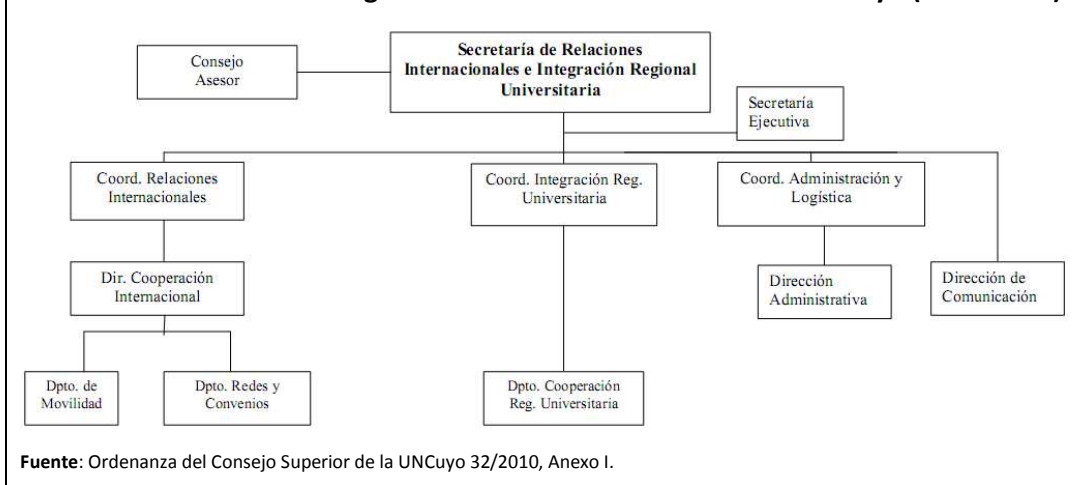 Consejo
Asesor
Secretaría de Relaciones
Internacionales e Integración Regional
Universitaria
Secretaría
Ejecutiva
Coord. Relaciones
Internacionales
Coord. Integración Reg.
Universitaria
Coord. Administración y
Logística
Dir. Cooperación
Internacional
Dirección
Administrativa
Dirección de
Comunicación
Dpto. de
Movilidad
Dpto. Redes y
Convenios
Dpto. Cooperación
Reg. Universitaria
Fuente: Ordenanza del Consejo Superior de la UNCuyo 32/2010, Anexo I.